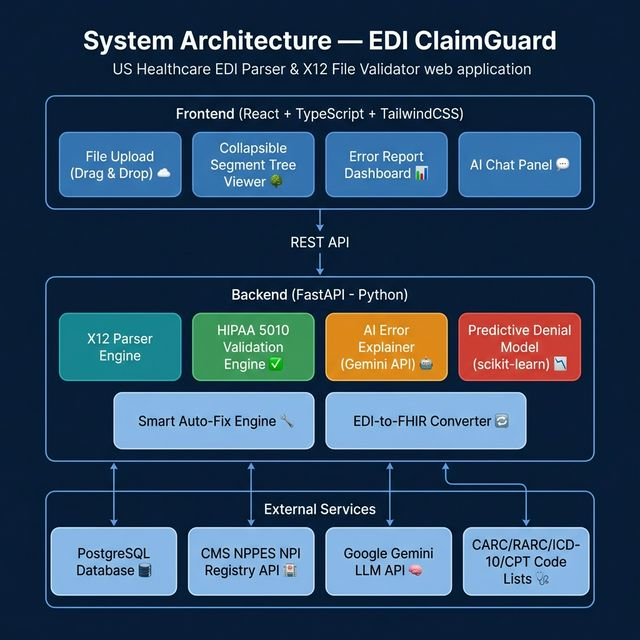 System Architecture — EDI ClaimGuard
US Healthcare EDI Parser & X12 File Validator web application
Frontend (React + TypeScript + TailwindCSS)
File Upload
(Drag & Drop) ☁️
Collapsible
Segment Tree
Viewer 🌳
Error Report
Dashboard 📊
AI Chat Panel 💬
REST API
Backend (FastAPI - Python)
X12 Parser
Engine
HIPAA 5010
Validation
Engine ✅
AI Error
Explainer
(Gemini API) 🤖
Predictive Denial
Model
(scikit-learn) 📉
Smart Auto-Fix Engine 🔧
EDI-to-FHIR Converter 🔄
External Services
PostgreSQL
Database 🛢️
CMS NPPES NPI
Registry API 🏥
Google Gemini
LLM API 🧠
CARC/RARC/ICD-
10/CPT Code
Lists 🩺